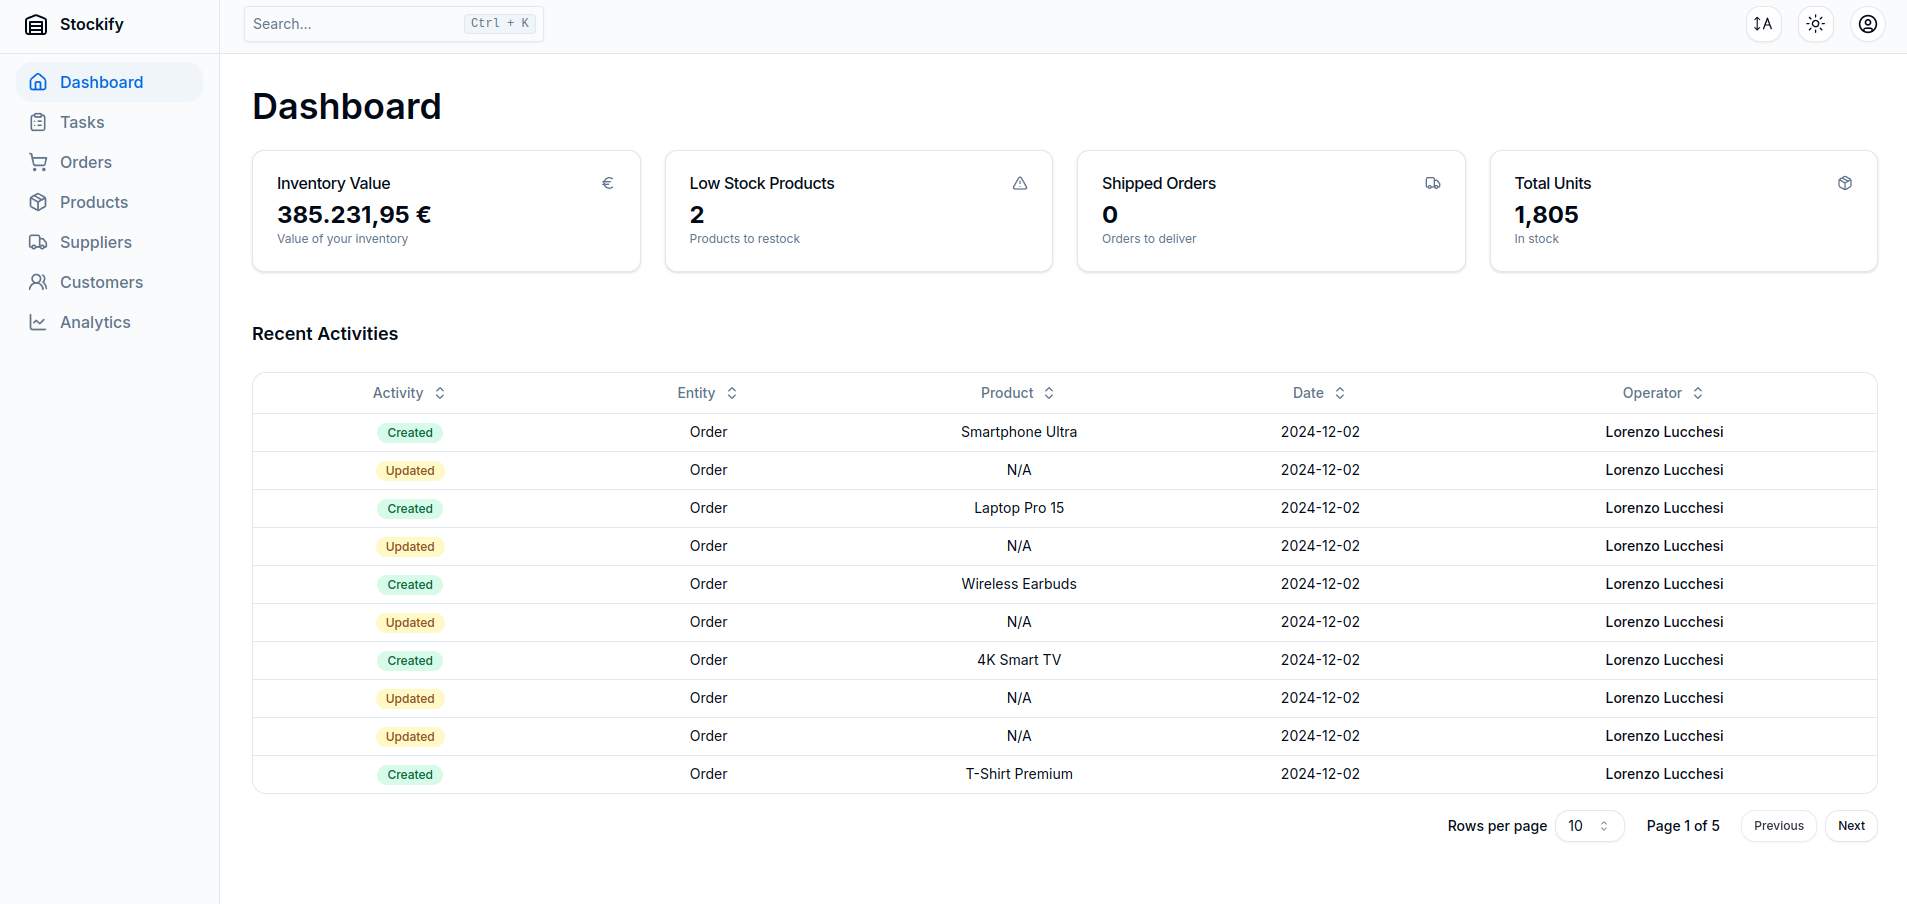 Stockify
Search...
Ctrl + K
A
Dashboard
Tasks
Orders
Products
Suppliers
Customers
Analytics
Dashboard
Inventory Value €
385.231,95 €
Value of your inventory
Low Stock Products
2
Products to restock
Shipped Orders
0
Orders to deliver
Total Units
1,805
In stock
Recent Activities
Activity Entity Product Date Operator
Created Order Smartphone Ultra 2024-12-02 Lorenzo Lucchesi
Updated Order N/A 2024-12-02 Lorenzo Lucchesi
Created Order Laptop Pro 15 2024-12-02 Lorenzo Lucchesi
Updated Order N/A 2024-12-02 Lorenzo Lucchesi
Created Order Wireless Earbuds 2024-12-02 Lorenzo Lucchesi
Updated Order N/A 2024-12-02 Lorenzo Lucchesi
Created Order 4K Smart TV 2024-12-02 Lorenzo Lucchesi
Updated Order N/A 2024-12-02 Lorenzo Lucchesi
Updated Order N/A 2024-12-02 Lorenzo Lucchesi
Created Order T-Shirt Premium 2024-12-02 Lorenzo Lucchesi
Rows per page 10 Page 1 of 5 Previous Next